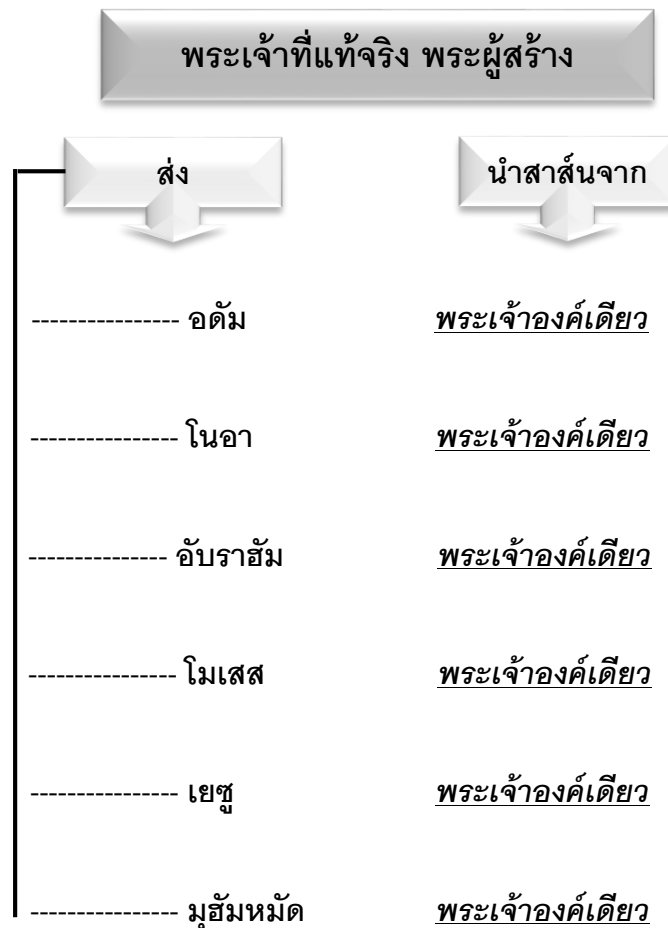 พระเจ้าที่แท้จริง พระผู้สร้าง
ส่ง นำสาส์นจาก
---------------- อดัม พระเจ้าองค์เดียว
---------------- โนอา พระเจ้าองค์เดียว
--------------- อับราฮัม พระเจ้าองค์เดียว
---------------- โมเสส พระเจ้าองค์เดียว
---------------- เยซู พระเจ้าองค์เดียว
---------------- มุฮัมหมัด พระเจ้าองค์เดียว